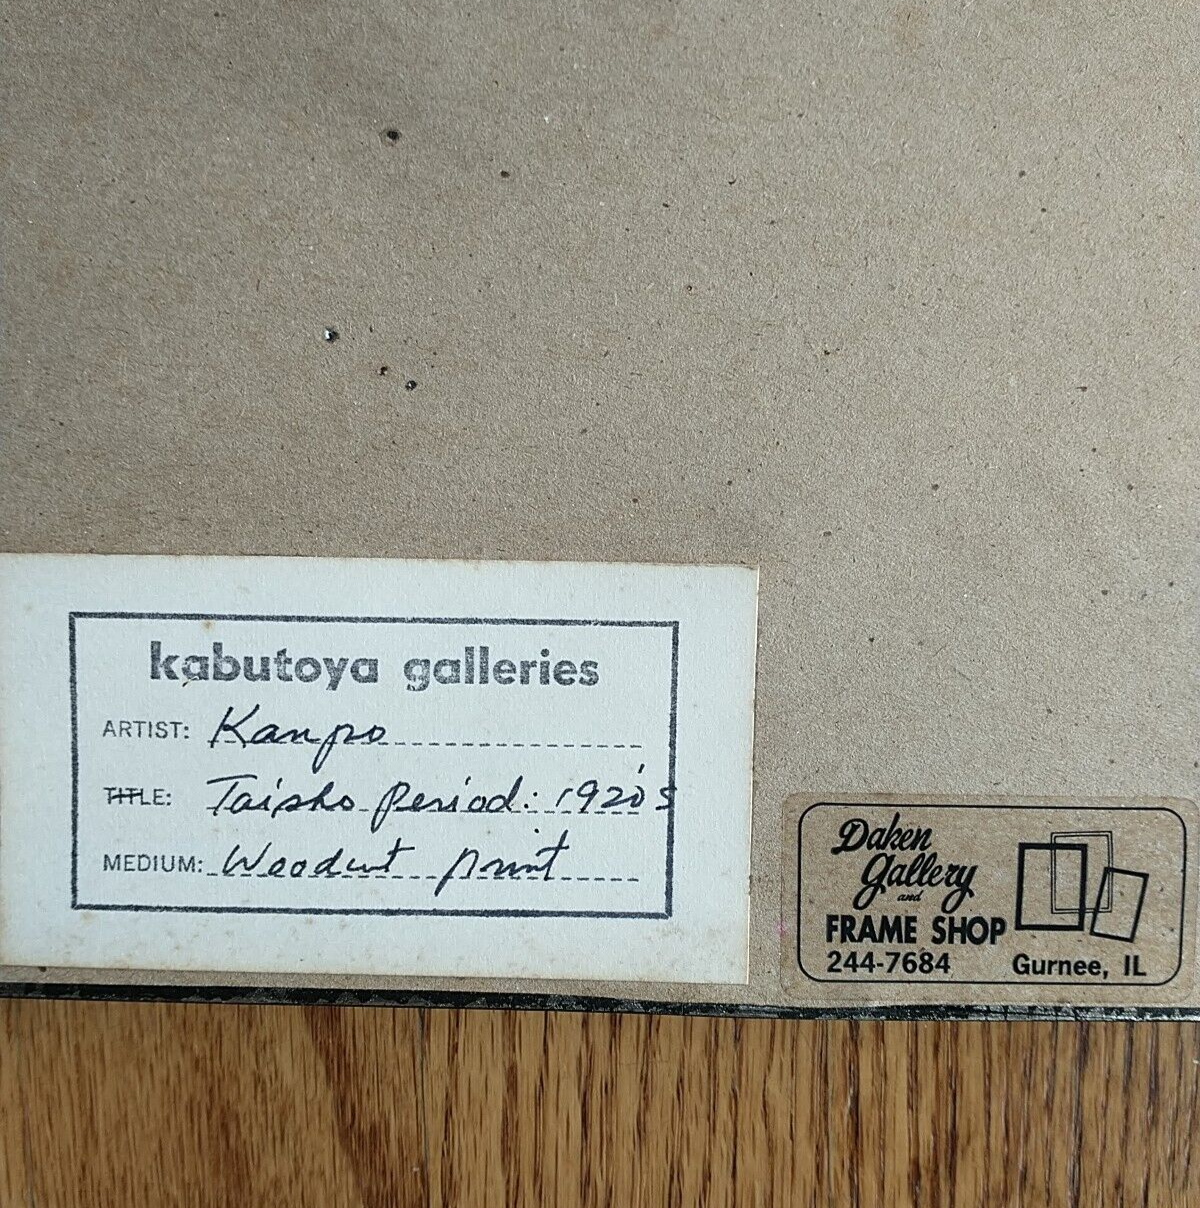 kabutoya galleries
ARTIST: Kanpo
TITLE: Taisho Period: 1920's
MEDIUM: Woodcut print
Daken
Gallery
and
FRAME SHOP
244-7684 Gurnee, IL